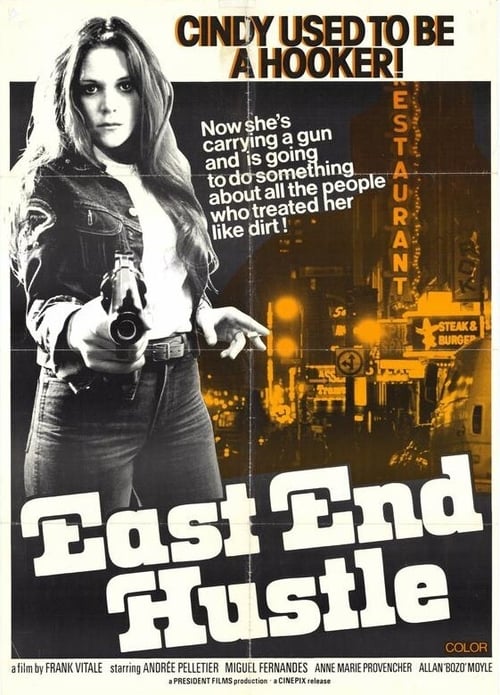 CINDY USED TO BE
A HOOKER!
Now she's
carrying a gun
and is going
to do something
about all the people
who treated her
like dirt!
RESTAURANT
STEAK &
BURGER
East End
Hustle
COLOR
a film by FRANK VITALE starring ANDRÉE PELLETIER MIGUEL FERNANDES ANNE MARIE PROVENCHER ALLAN 'BOZO' MOYLE
a PRESIDENT FILMS production · a CINEPIX release